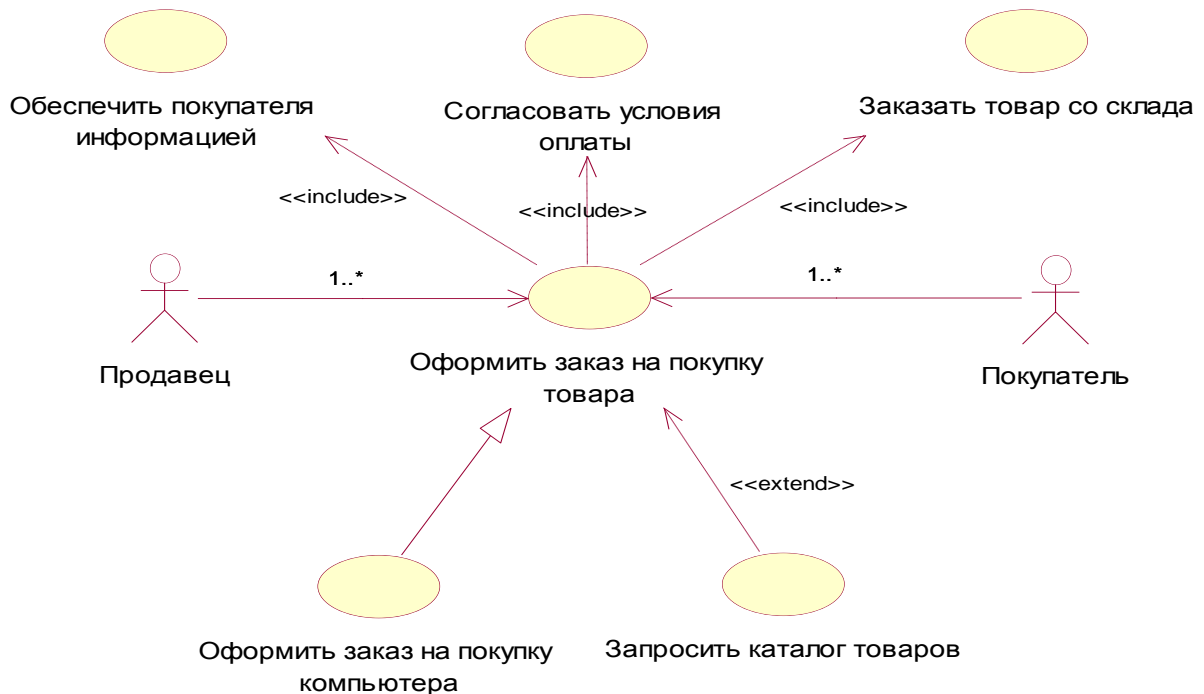 Обеспечить покупателя
информацией
Согласовать условия
оплаты
Заказать товар со склада
<<include>>
<<include>>
<<include>>
1..*
1..*
Продавец
Оформить заказ на покупку
товара
Покупатель
<<extend>>
Оформить заказ на покупку
компьютера
Запросить каталог товаров